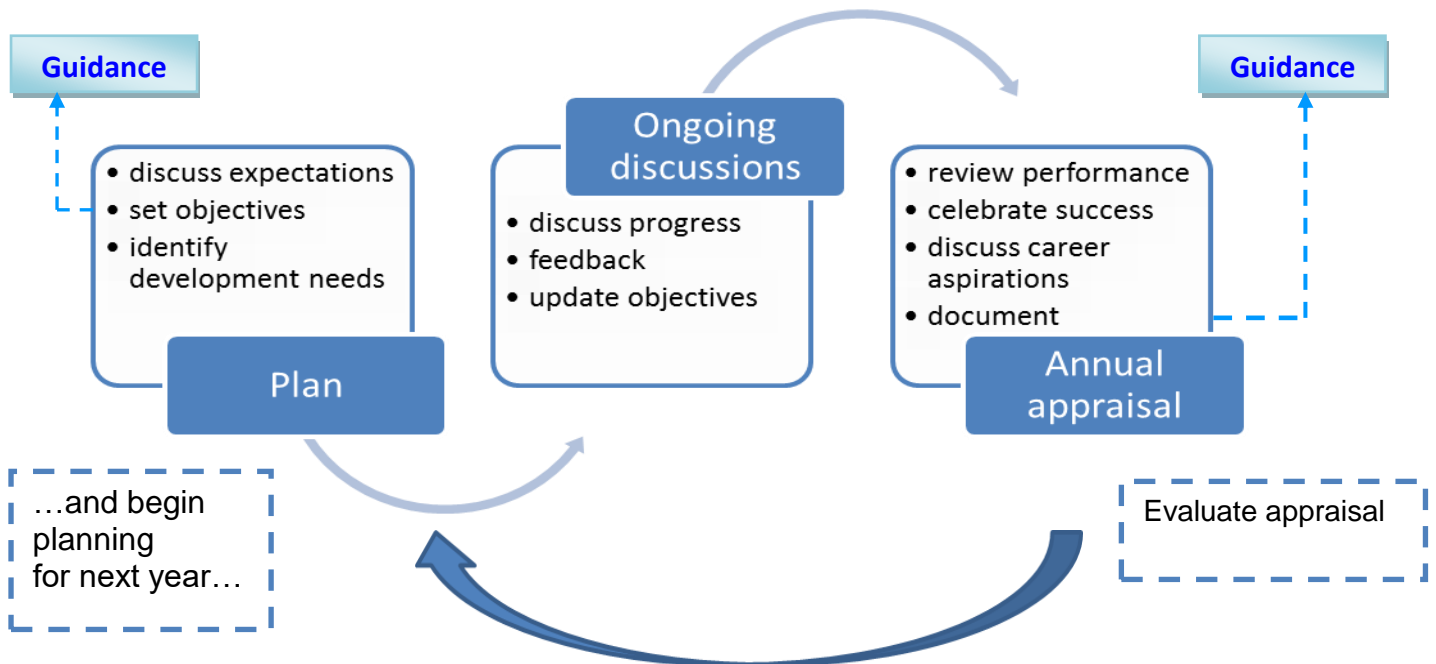 Guidance
• discuss expectations
• set objectives
• identify
development needs
Plan
Ongoing
discussions
• discuss progress
• feedback
• update objectives
Guidance
• review performance
• celebrate success
• discuss career
aspirations
• document
Annual
appraisal
…and begin
planning
for next year…
Evaluate appraisal